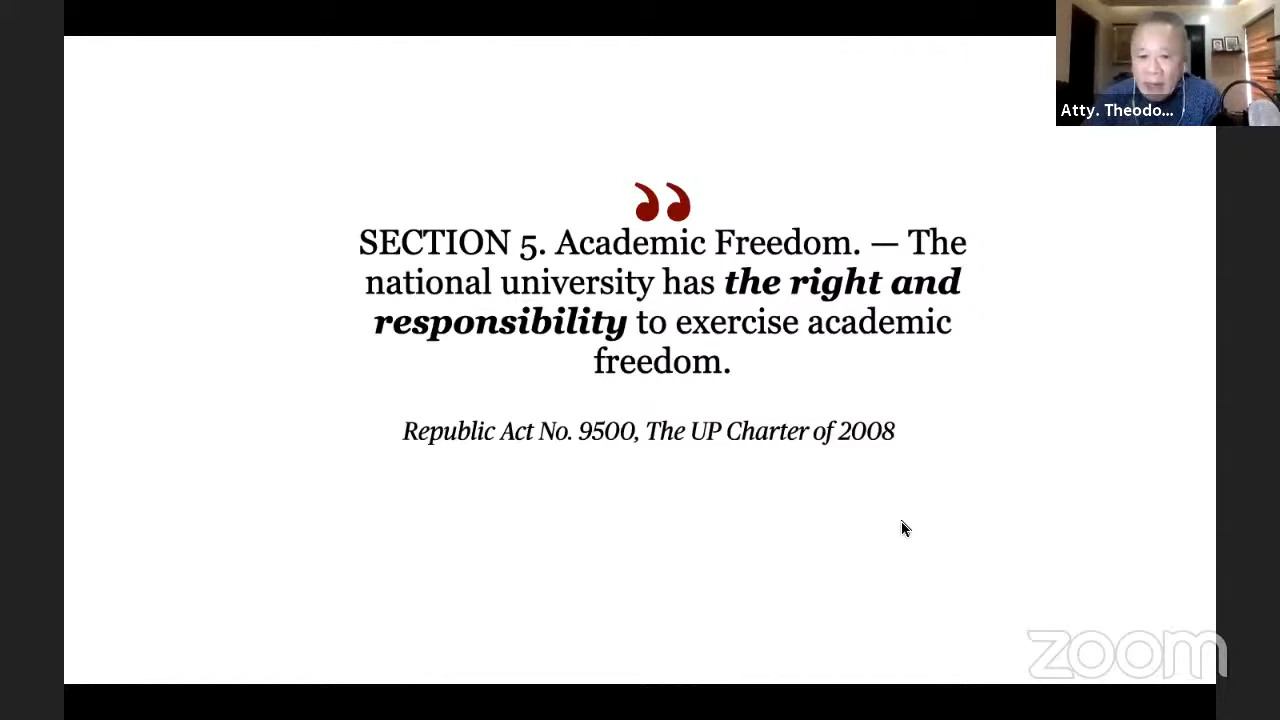 Atty. Theodo...
SECTION 5. Academic Freedom. — The
national university has the right and
responsibility to exercise academic
freedom.
Republic Act No. 9500, The UP Charter of 2008
zoom